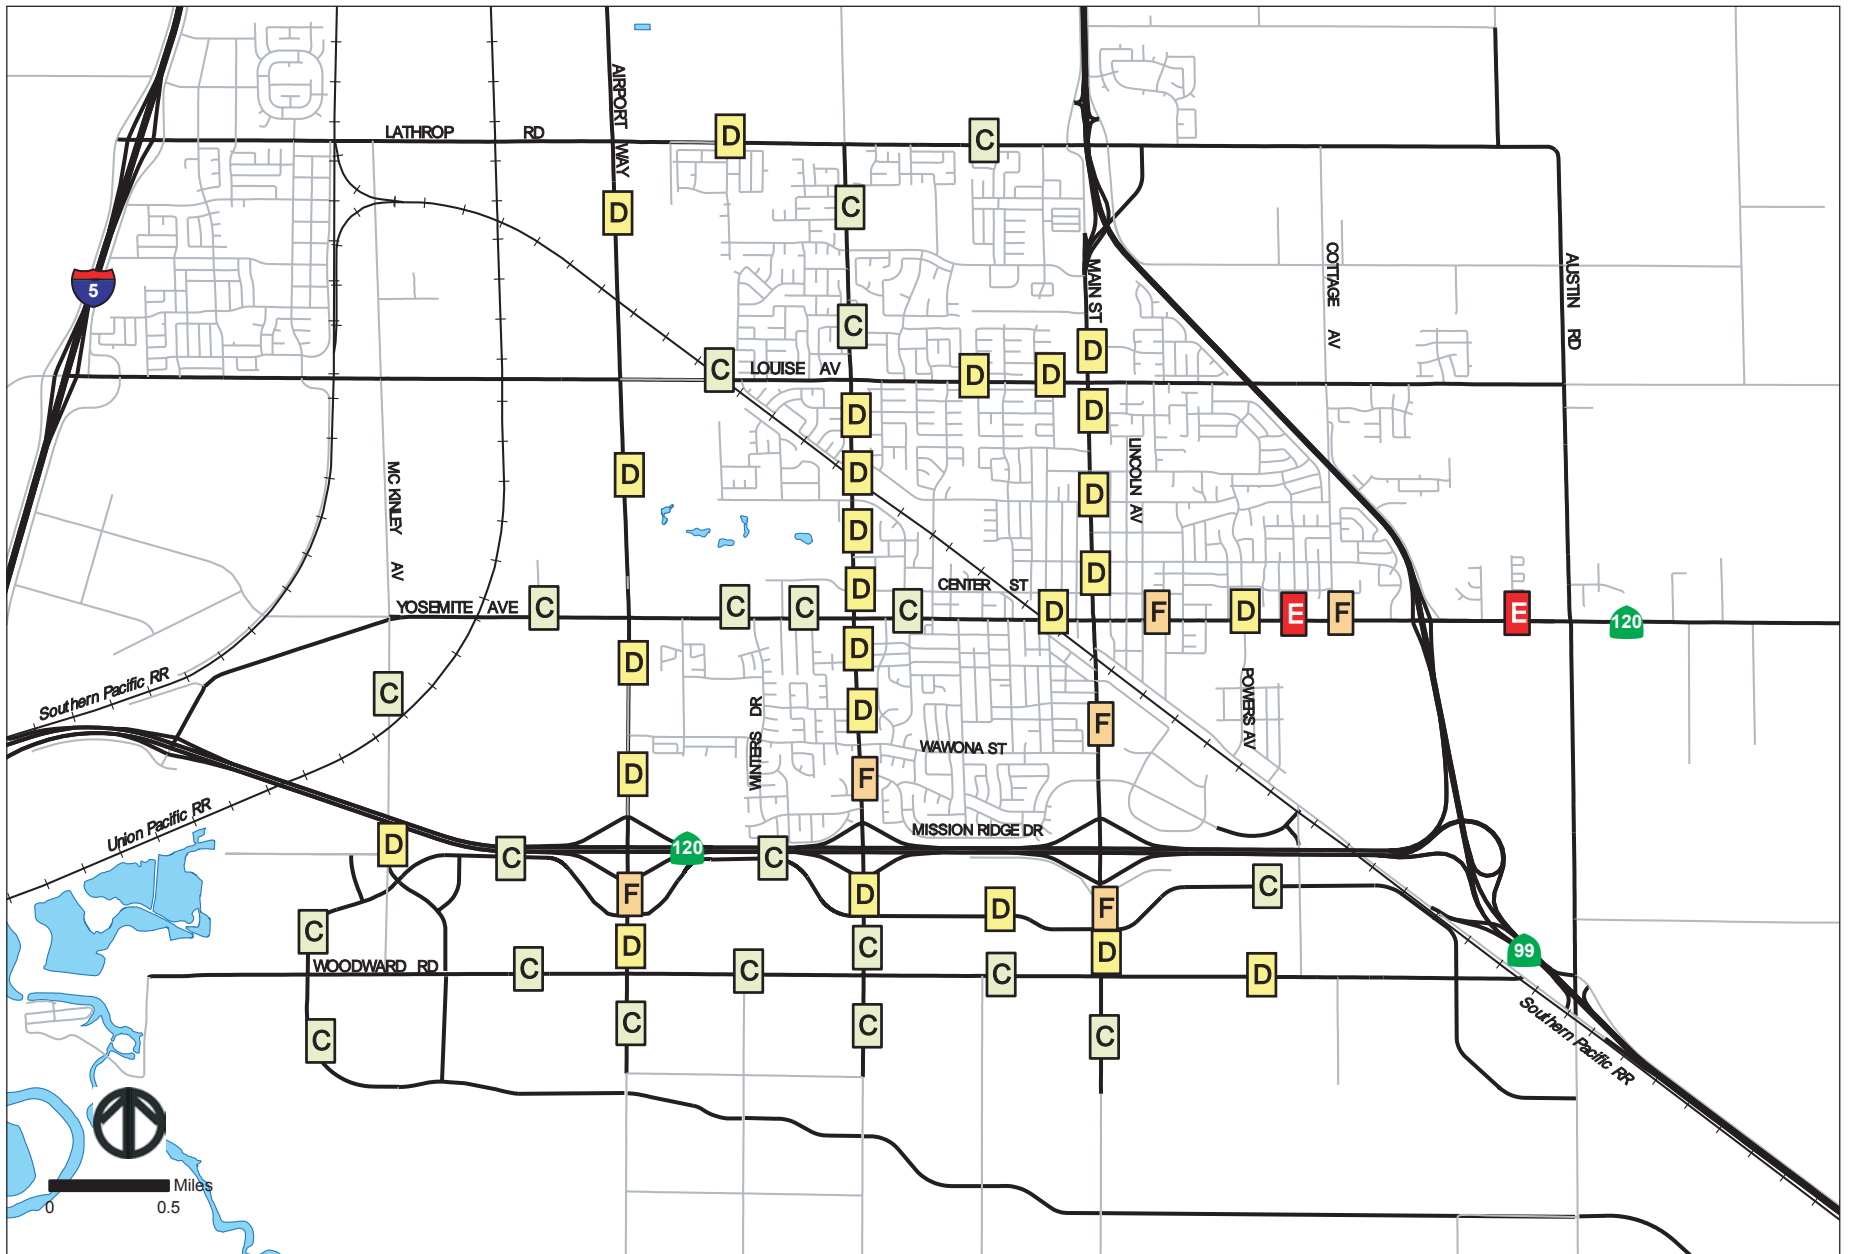 AIRPORT WAY
LATHROP RD
D
C
C
D
5
MAIN ST
COTTAGE AV
AUSTIN RD
C
D
C
LOUISE AV
D
D
D
D
MC KINLEY AV
D
D
D
LINCOLN AV
D
D
D
CENTER ST
D
YOSEMITE AVE
C
C
C
C
D
F
D
E
F
E
120
D
D
Southern Pacific RR
C
WINTERS DR
D
POWERS AV
F
WAWONA ST
D
F
Union Pacific RR
MISSION RIDGE DR
D
C
120
C
F
D
D
F
C
C
D
C
D
99
WOODWARD RD
C
C
C
D
Southern Pacific RR
C
C
C
C
Miles
0
0.5